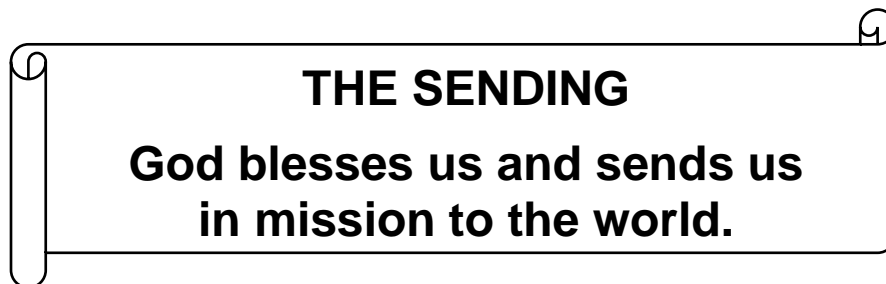 THE SENDING
God blesses us and sends us
in mission to the world.